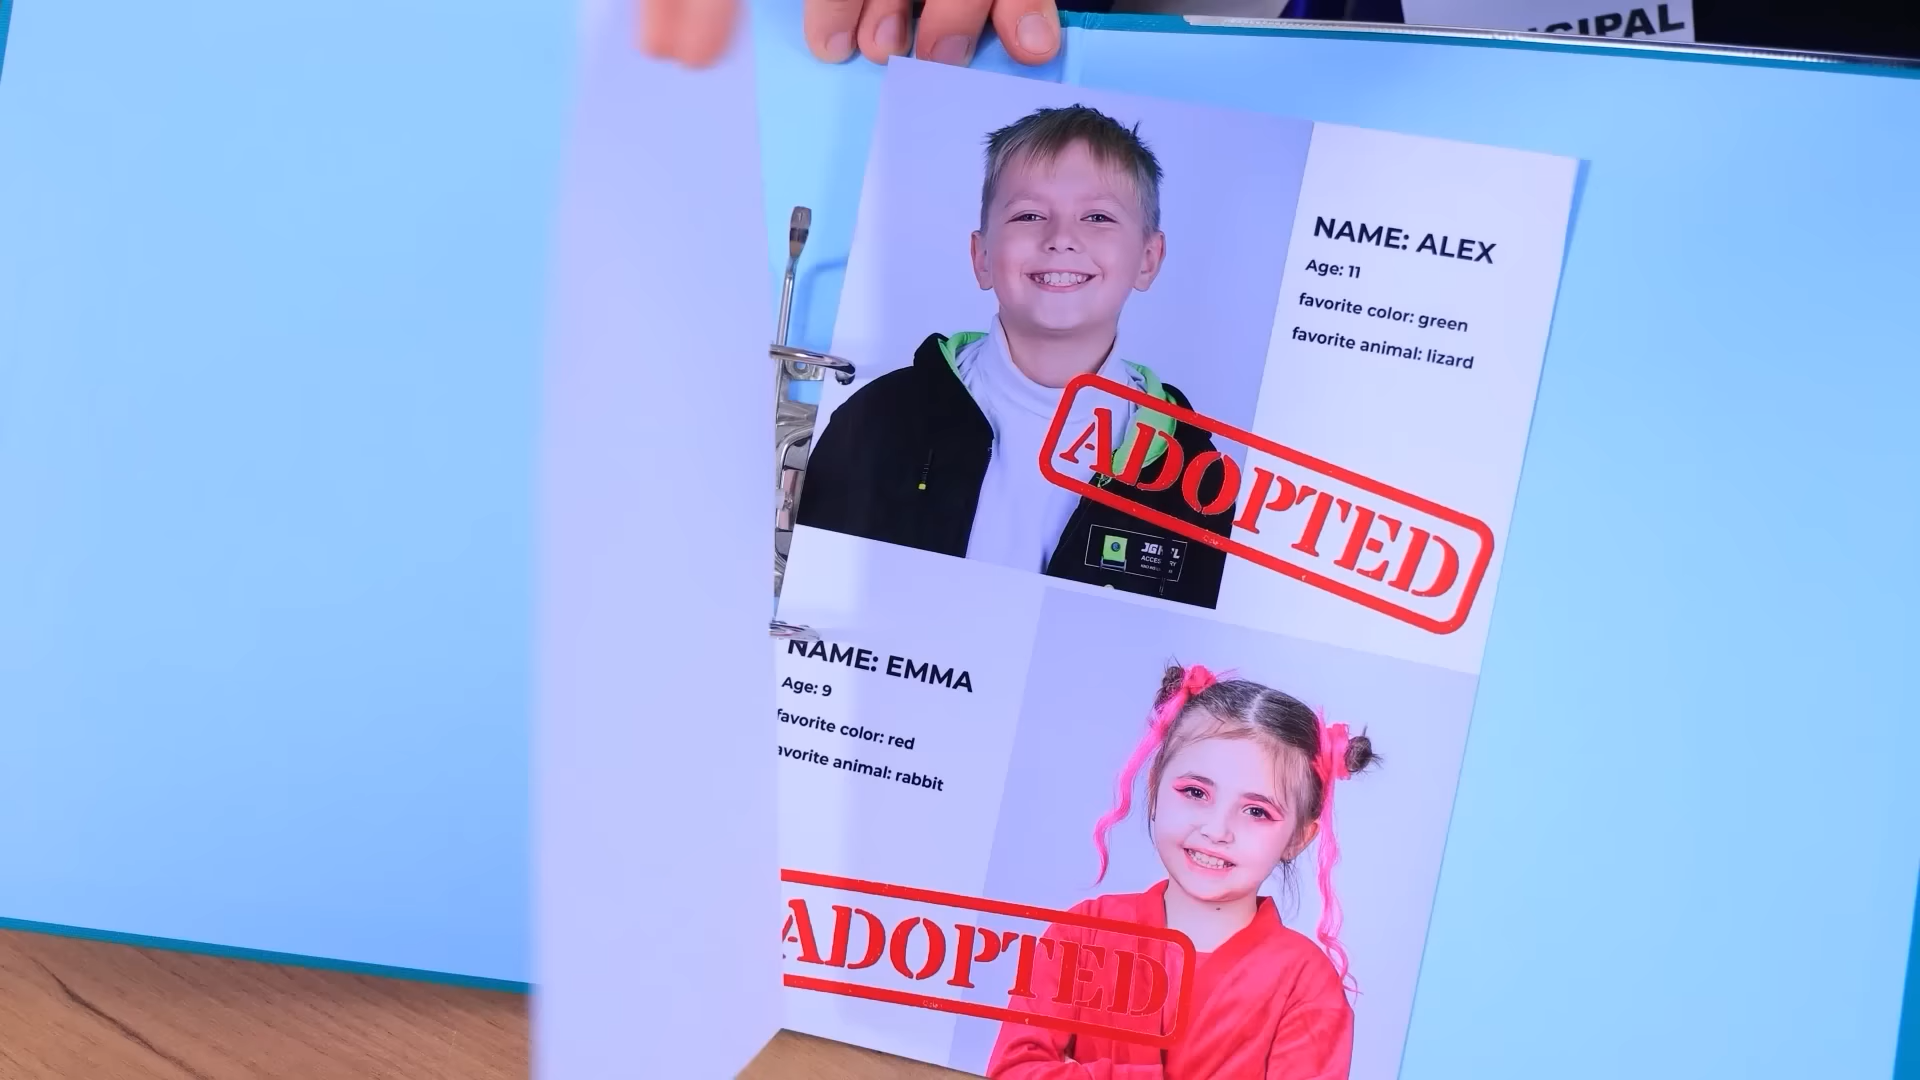 CIPAL
NAME: ALEX
Age: 11
favorite color: green
favorite animal: lizard
ADOPTED
NAME: EMMA
Age: 9
favorite color: red
avorite animal: rabbit
ADOPTED